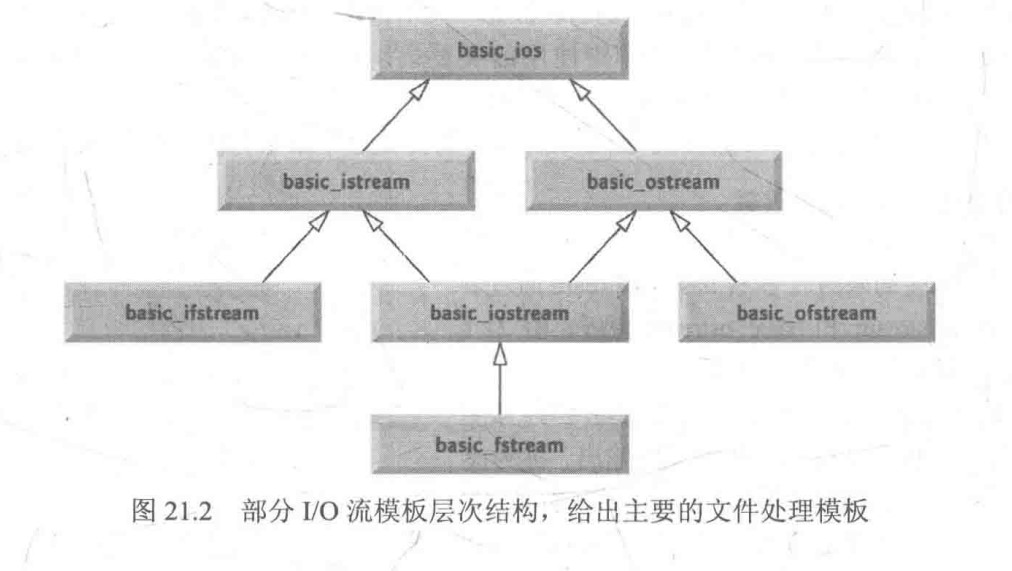 basic_ios
basic_istream
basic_ostream
basic_ifstream
basic_iostream
basic_ofstream
basic_fstream
图 21.2 部分 I/O 流模板层次结构，给出主要的文件处理模板